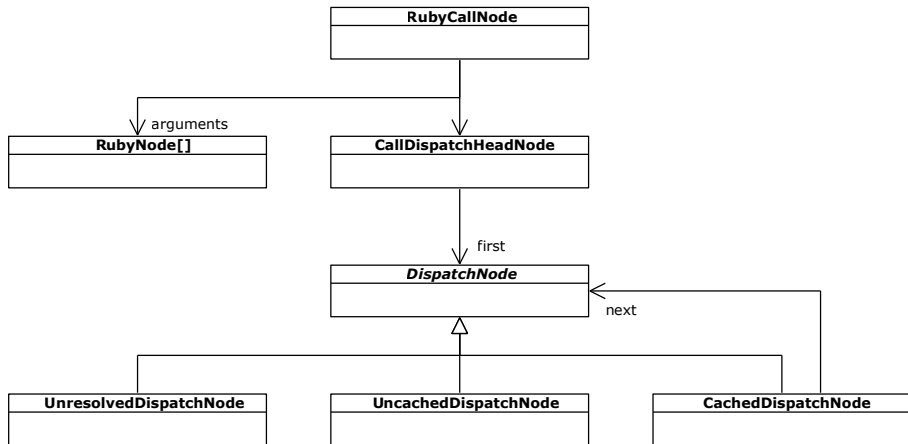 RubyCallNode
arguments
RubyNode[]
CallDispatchHeadNode
first
DispatchNode
next
UnresolvedDispatchNode
UncachedDispatchNode
CachedDispatchNode